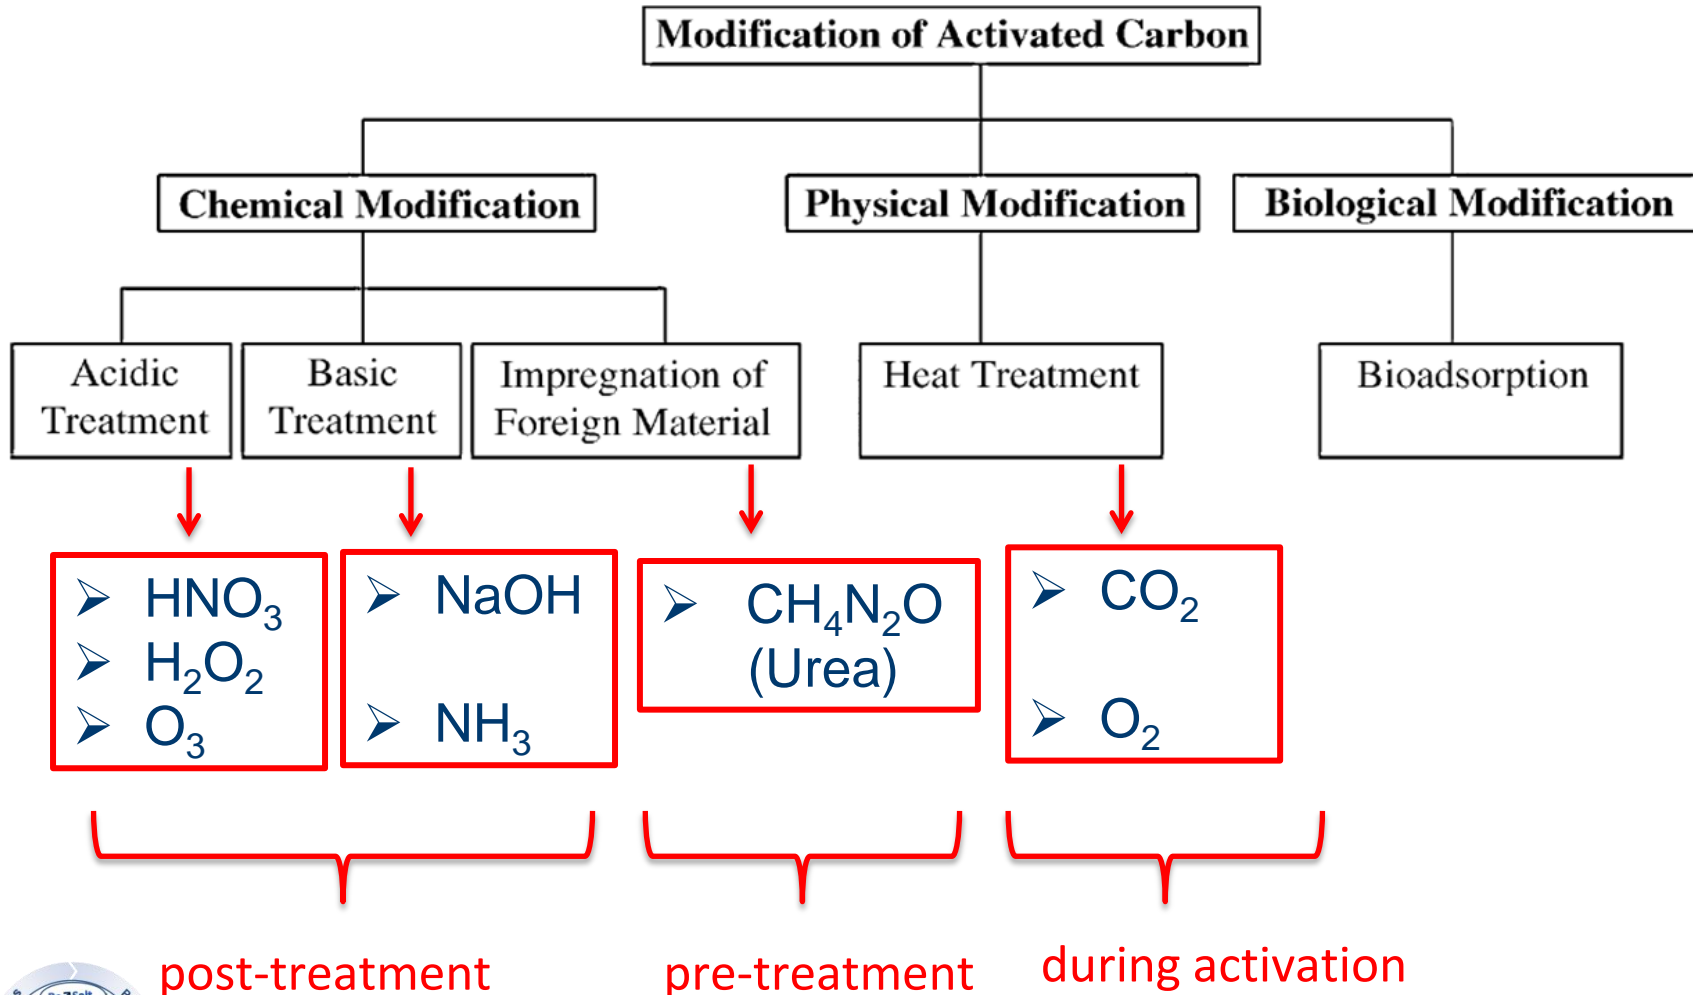 Modification of Activated Carbon
Chemical Modification
Physical Modification
Biological Modification
Acidic
Treatment
Basic
Treatment
Impregnation of
Foreign Material
Heat Treatment
Bioadsorption
➢ HNO₃
➢ H₂O₂
➢ O₃
➢ NaOH
➢ NH₃
➢ CH₄N₂O
(Urea)
➢ CO₂
➢ O₂
post-treatment
pre-treatment
during activation